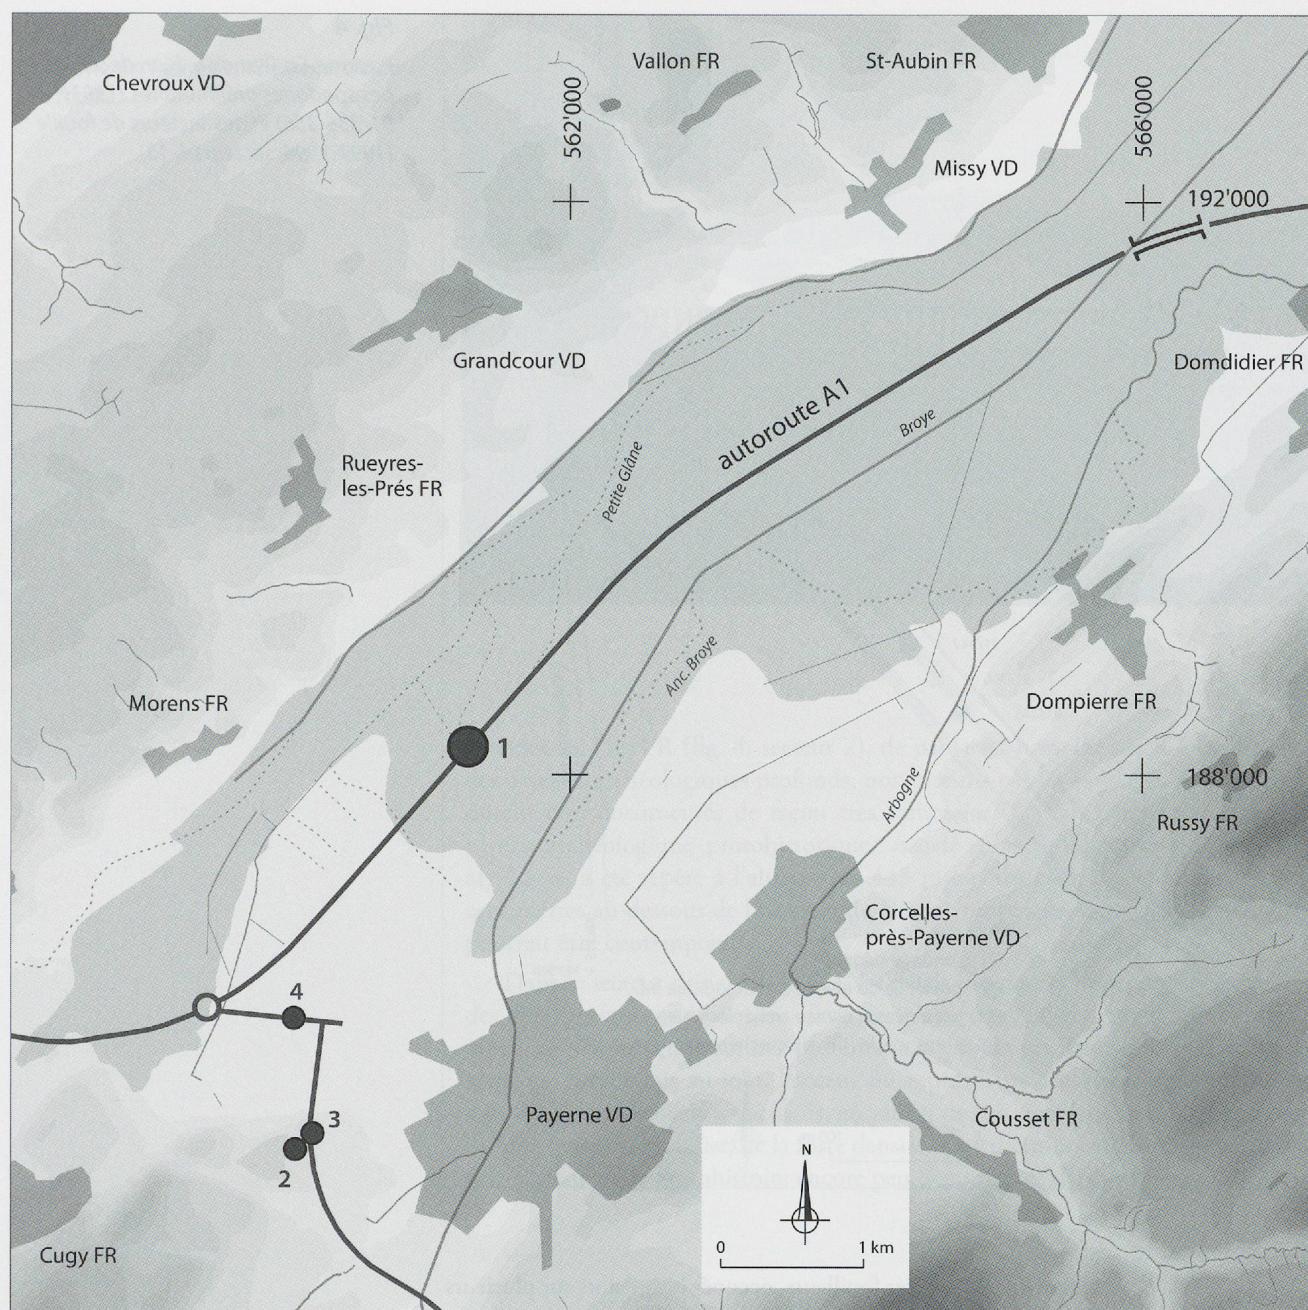 Chevroux VD
Vallon FR
St-Aubin FR
562'000
566'000
Missy VD
192'000
Grandcour VD
Domdidier FR
autoroute A1
Broye
Rueyres-
les-Prés FR
Petite Glâne
Anc. Broye
Morens FR
Dompierre FR
1
188'000
Arbogne
Russy FR
Corcelles-
près-Payerne VD
4
3
Payerne VD
Cousset FR
2
N
Cugy FR
0 1 km